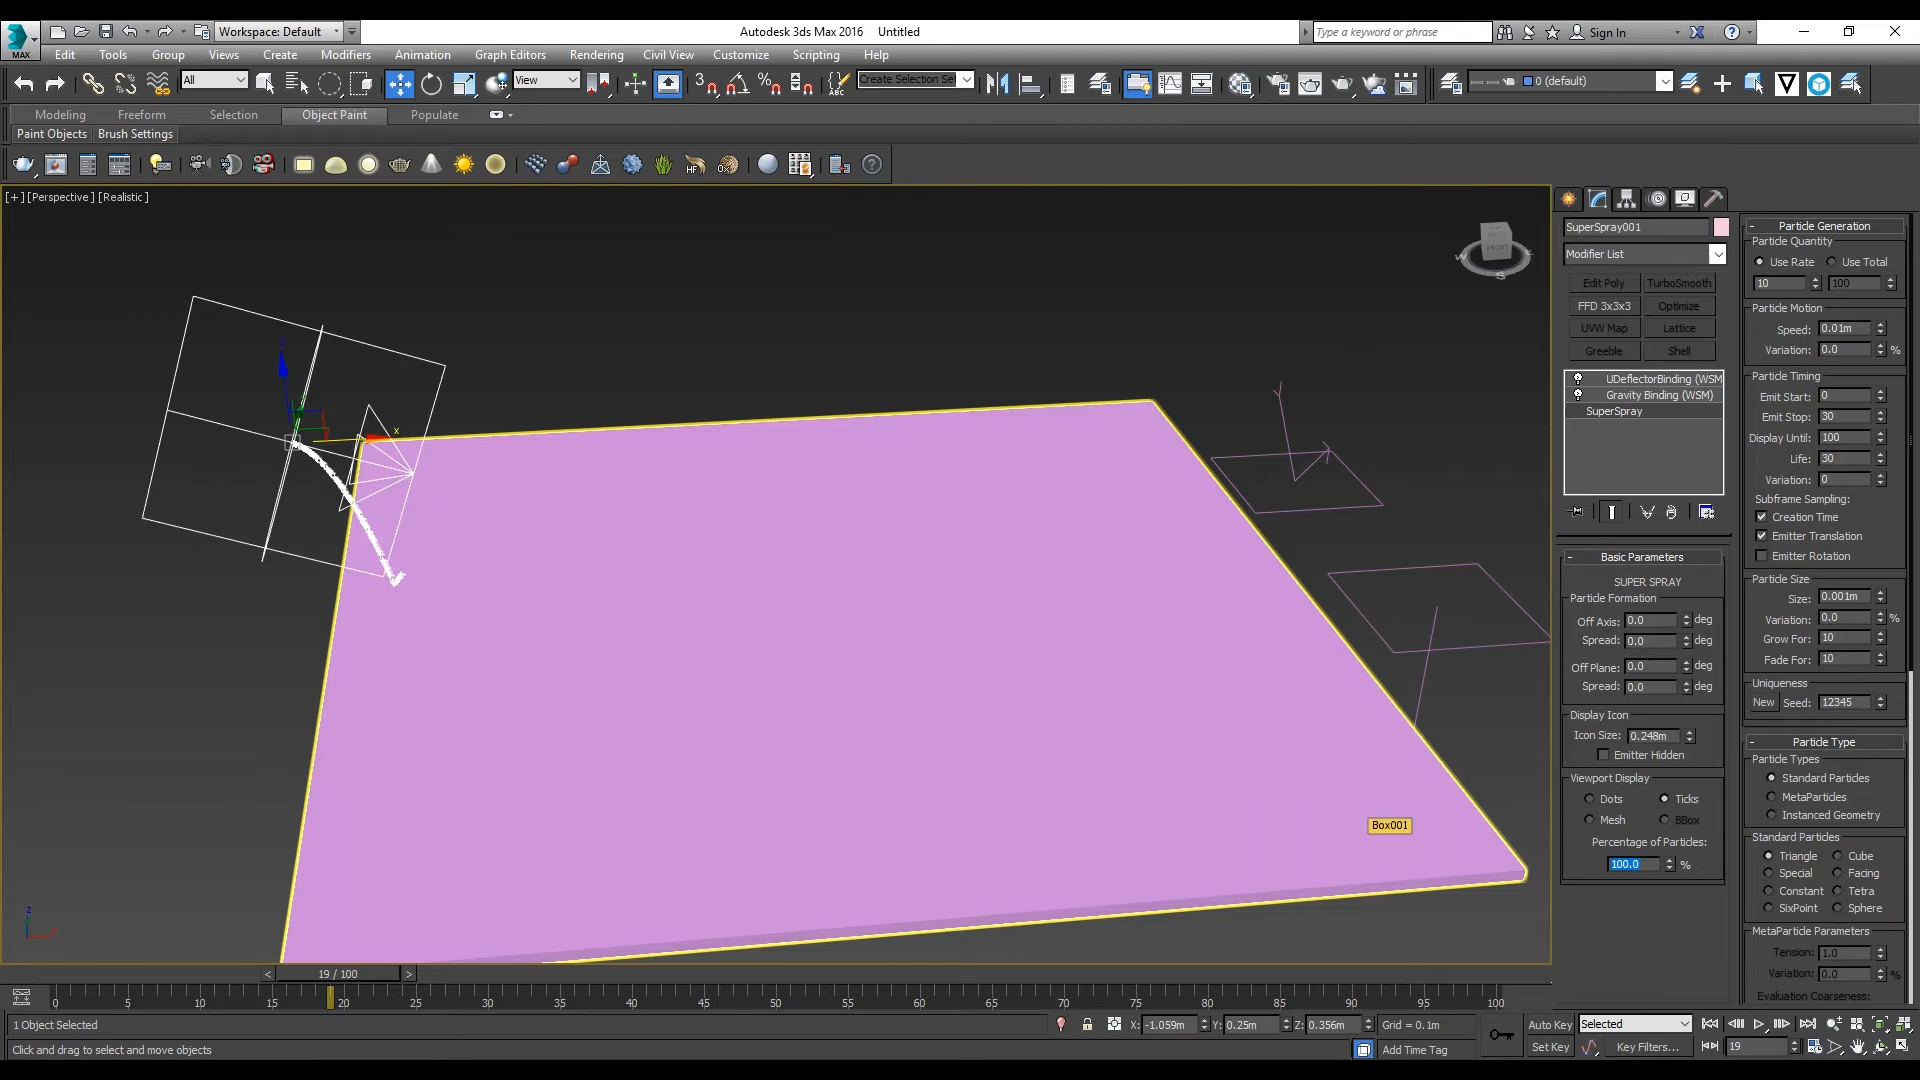 MAX
Workspace: Default
Autodesk 3ds Max 2016 Untitled
Type a keyword or phrase
Sign In
Edit Tools Group Views Create Modifiers Animation Graph Editors Rendering Civil View Customize Scripting Help
All
View
3
Create Selection Se
ABC
0 (default)
Modeling Freeform Selection Object Paint Populate
Paint Objects Brush Settings
HF
[+] [Perspective] [Realistic]
FRONT
W
S
z
x
Box001
z
SuperSpray001
Modifier List
Edit Poly TurboSmooth
FFD 3x3x3 Optimize
UVW Map Lattice
Greeble Shell
UDeflectorBinding (WSM
Gravity Binding (WSM)
SuperSpray
Basic Parameters
SUPER SPRAY
Particle Formation
Off Axis: 0.0 deg
Spread: 0.0 deg
Off Plane: 0.0 deg
Spread: 0.0 deg
Display Icon
Icon Size: 0.248m
Emitter Hidden
Viewport Display
Dots Ticks
Mesh BBox
Percentage of Particles:
100.0 %
Particle Generation
Particle Quantity
Use Rate Use Total
10 100
Particle Motion
Speed: 0.01m
Variation: 0.0 %
Particle Timing
Emit Start: 0
Emit Stop: 30
Display Until: 100
Life: 30
Variation: 0
Subframe Sampling:
Creation Time
Emitter Translation
Emitter Rotation
Particle Size
Size: 0.001m
Variation: 0.0 %
Grow For: 10
Fade For: 10
Uniqueness
New Seed: 12345
Particle Type
Particle Types
Standard Particles
MetaParticles
Instanced Geometry
Standard Particles
Triangle Cube
Special Facing
Constant Tetra
SixPoint Sphere
MetaParticle Parameters
Tension: 1.0
Variation: 0.0 %
Evaluation Coarseness:
< 19 / 100 >
0 5 10 15 20 25 30 35 40 45 50 55 60 65 70 75 80 85 90 95 100
1 Object Selected
X: -1.059m Y: 0.25m Z: 0.356m Grid = 0.1m
Auto Key Selected
Click and drag to select and move objects
Add Time Tag
Set Key Key Filters... 19